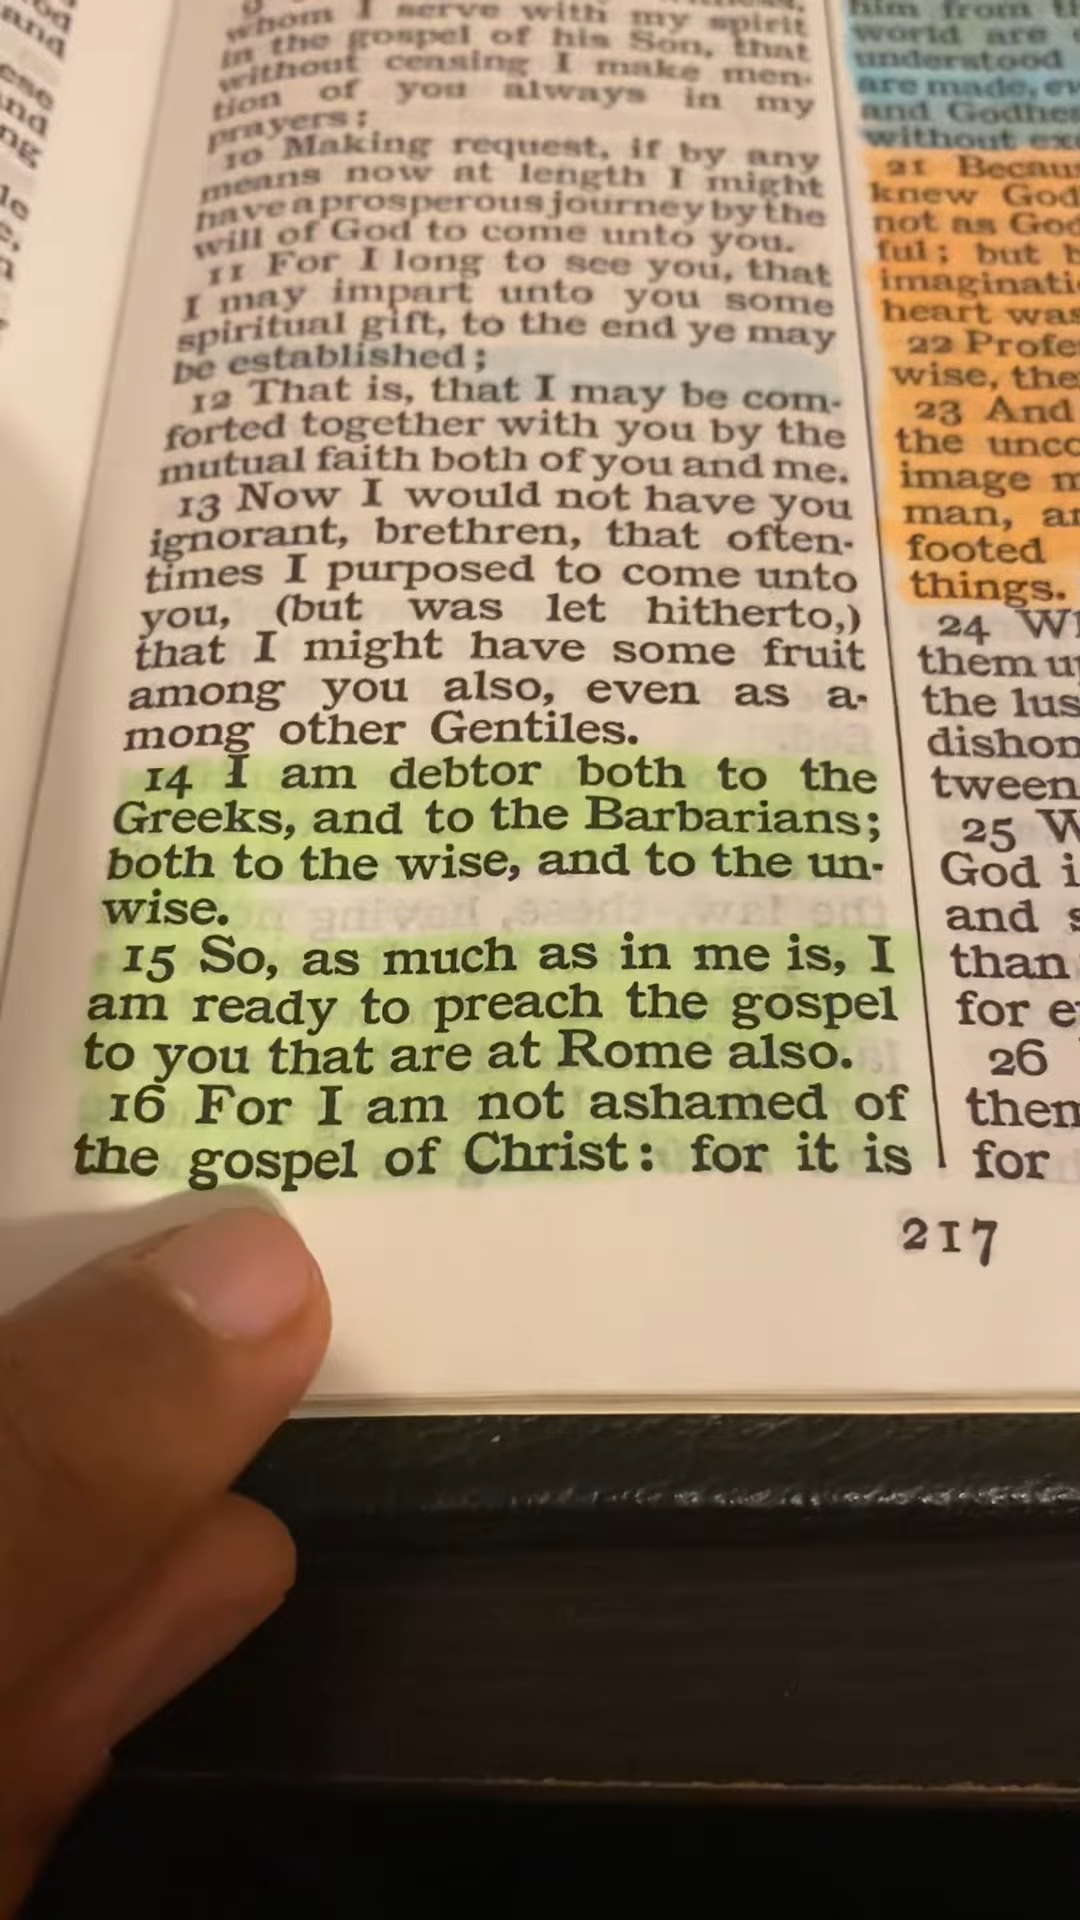 whom I serve with my spirit
in the gospel of his Son, that
without ceasing I make men-
tion of you always in my
prayers;
10 Making request, if by any
means now at length I might
have a prosperous journey by the
will of God to come unto you.
11 For I long to see you, that
I may impart unto you some
spiritual gift, to the end ye may
be established;
12 That is, that I may be com-
forted together with you by the
mutual faith both of you and me.
13 Now I would not have you
ignorant, brethren, that often-
times I purposed to come unto
you, (but was let hitherto,)
that I might have some fruit
among you also, even as a-
mong other Gentiles.
14 I am debtor both to the
Greeks, and to the Barbarians;
both to the wise, and to the un-
wise.
15 So, as much as in me is, I
am ready to preach the gospel
to you that are at Rome also.
16 For I am not ashamed of
the gospel of Christ: for it is
him from
world are
understood
are made,
and
without
21
knew God
not as God
ful; but
heart was
22
wise,
23 And
the
image
man,
footed
things.
24
them
the
25
God
and
than
for
26
for
217